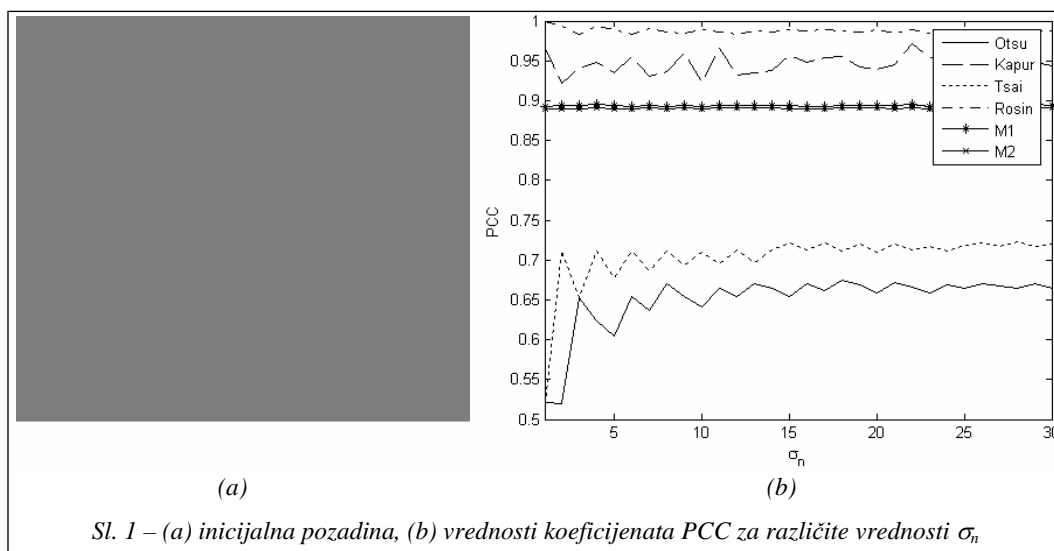 1
0.95
0.9
0.85
0.8
0.75
0.7
0.65
0.6
0.55
0.5
PCC
5
10
15
20
25
30
σn
Otsu
Kapur
Tsai
Rosin
M1
M2
(a)
(b)
Sl. 1 – (a) inicijalna pozadina, (b) vrednosti koeficijenata PCC za različite vrednosti σn